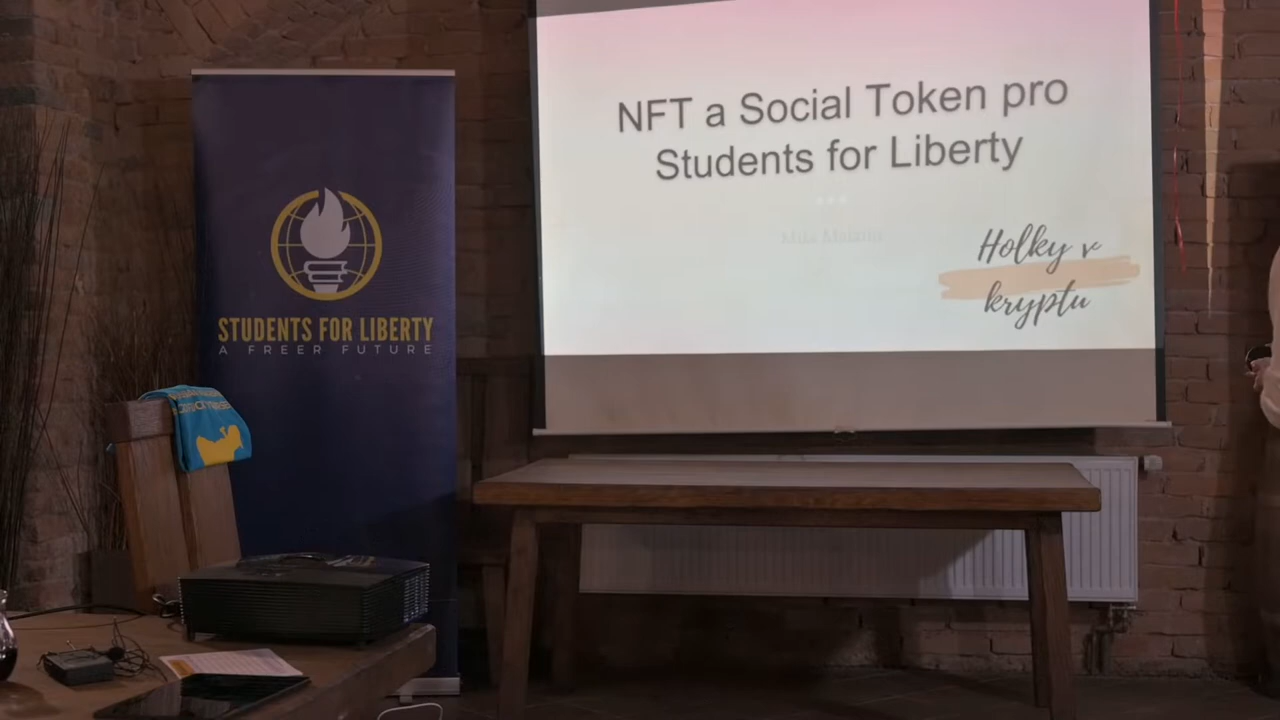 STUDENTS FOR LIBERTY
A FREER FUTURE
NFT a Social Token pro
Students for Liberty
Holky v
kryptu